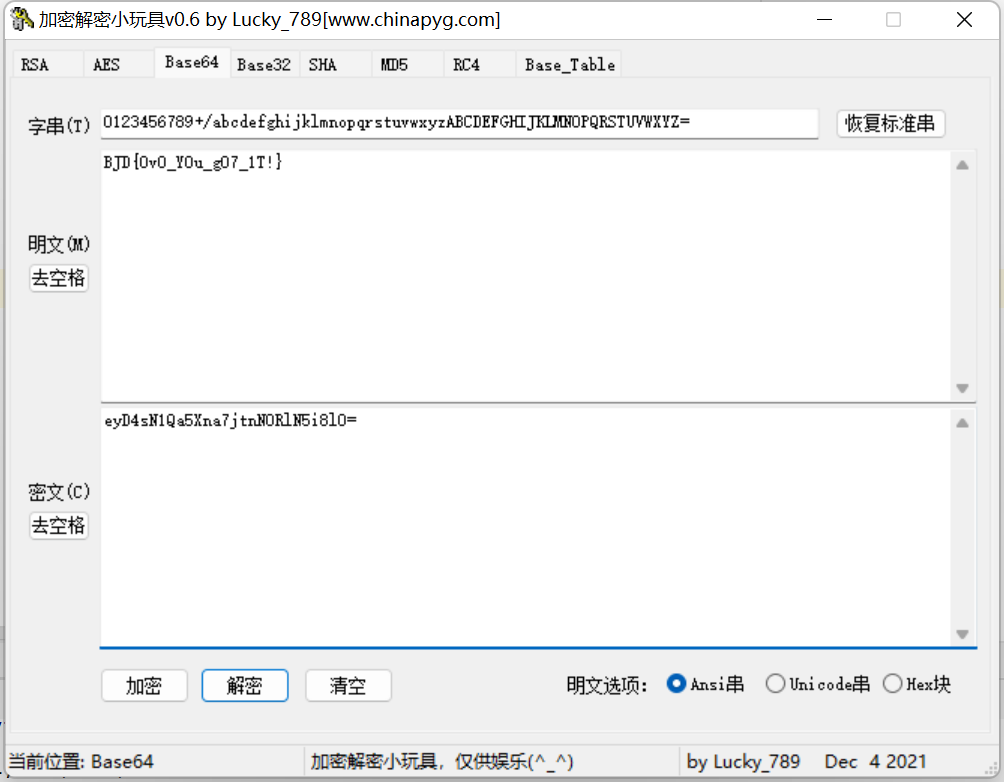 加密解密小玩具v0.6 by Lucky_789[www.chinapyg.com]
RSA AES Base64 Base32 SHA MD5 RC4 Base_Table
字串(T) 0123456789+/abcdefghijklmnopqrstuvwxyzABCDEFGHIJKLMNOPQRSTUVWXYZ= 恢复标准串
BJD{0v0_Y0u_g07_1T!}
明文(M)
去空格
eyD4sN1Qa5Xna7jtnN0RlN5i8lO=
密文(C)
去空格
加密 解密 清空 明文选项: Ansi串 Unicode串 Hex块
当前位置: Base64 加密解密小玩具，仅供娱乐(^_^) by Lucky_789 Dec 4 2021